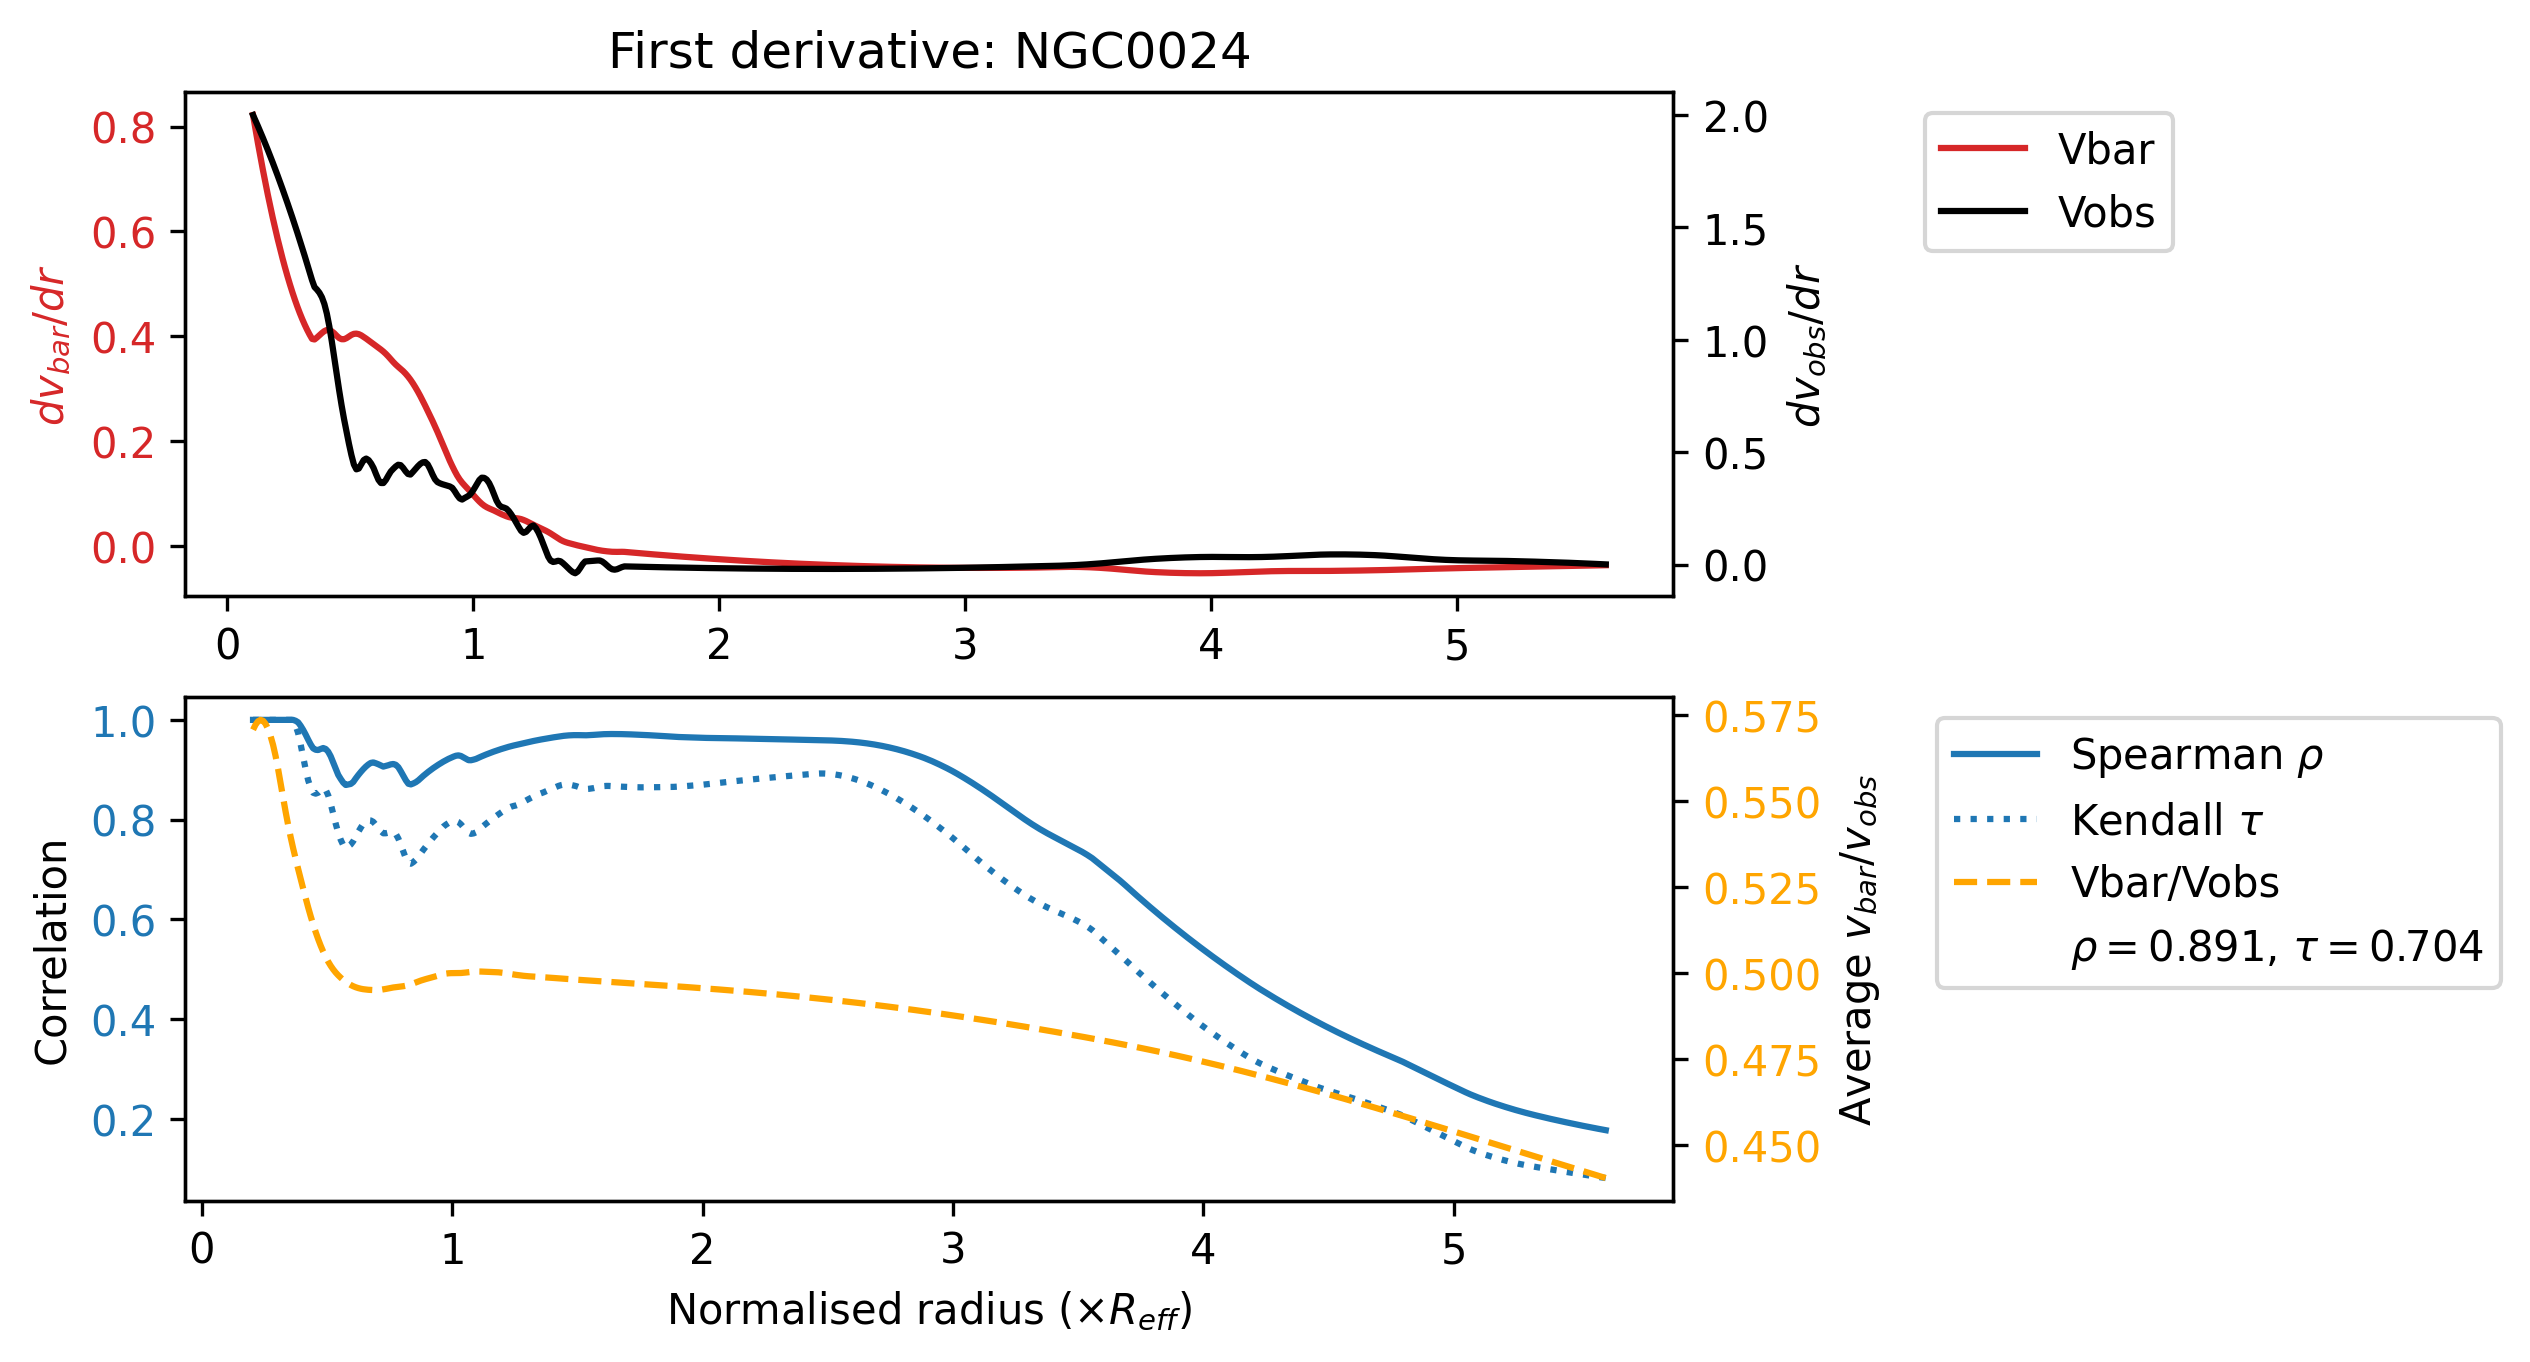 First derivative: NGC0024
dv_bar/dr
0.8
0.6
0.4
0.2
0.0
2.0
1.5
1.0
0.5
0.0
dv_obs/dr
0 1 2 3 4 5
Vbar
Vobs
Correlation
1.0
0.8
0.6
0.4
0.2
0.575
0.550
0.525
0.500
0.475
0.450
Average v_bar/v_obs
0 1 2 3 4 5
Normalised radius (×R_eff)
Spearman ρ
Kendall τ
Vbar/Vobs
ρ = 0.891, τ = 0.704